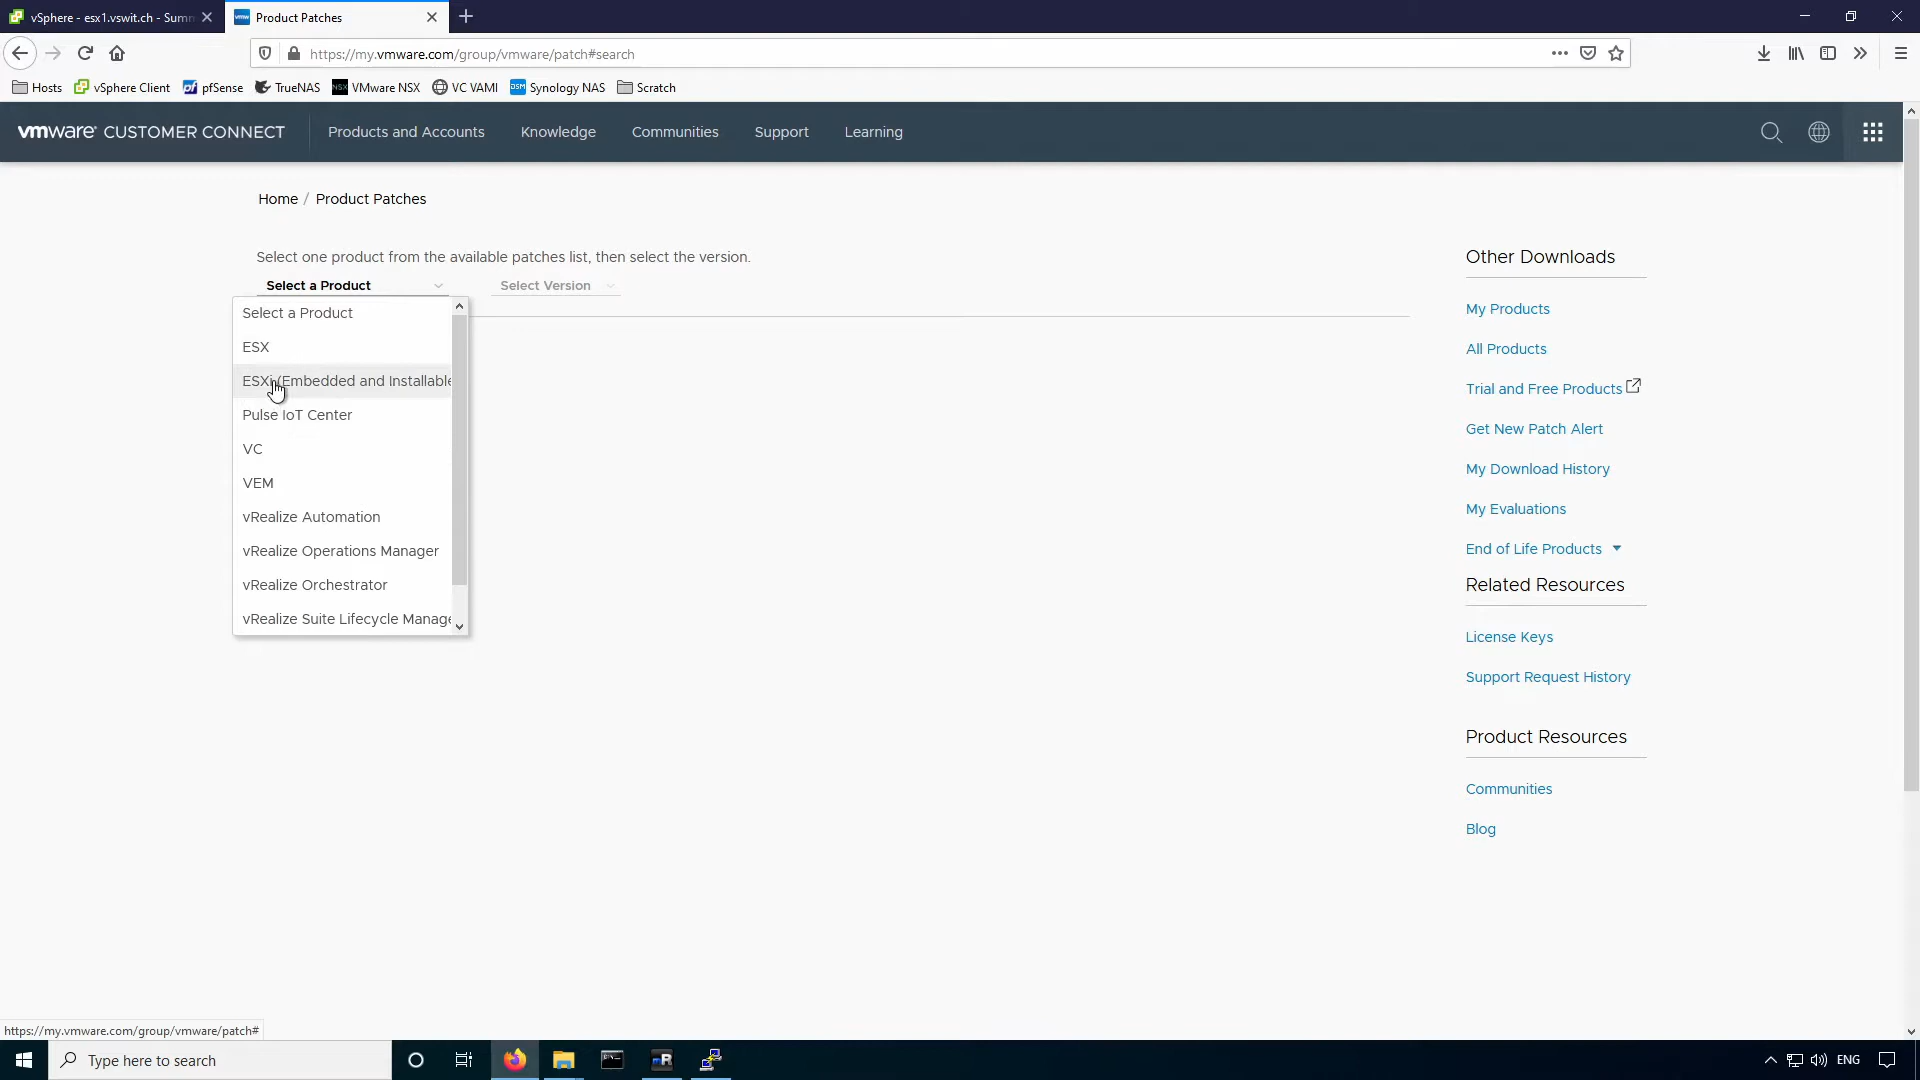 vSphere - esx1.vswit.ch - Summ
Product Patches
https://my.vmware.com/group/vmware/patch#search
Hosts
vSphere Client
pfSense
TrueNAS
VMware NSX
VC VAMI
Synology NAS
Scratch
vmware® CUSTOMER CONNECT
Products and Accounts
Knowledge
Communities
Support
Learning
Home / Product Patches
Select one product from the available patches list, then select the version.
Select a Product
Select Version
Select a Product
ESX
ESXi (Embedded and Installable
Pulse IoT Center
VC
VEM
vRealize Automation
vRealize Operations Manager
vRealize Orchestrator
vRealize Suite Lifecycle Manage
Other Downloads
My Products
All Products
Trial and Free Products
Get New Patch Alert
My Download History
My Evaluations
End of Life Products
Related Resources
License Keys
Support Request History
Product Resources
Communities
Blog
https://my.vmware.com/group/vmware/patch#
Type here to search
ENG